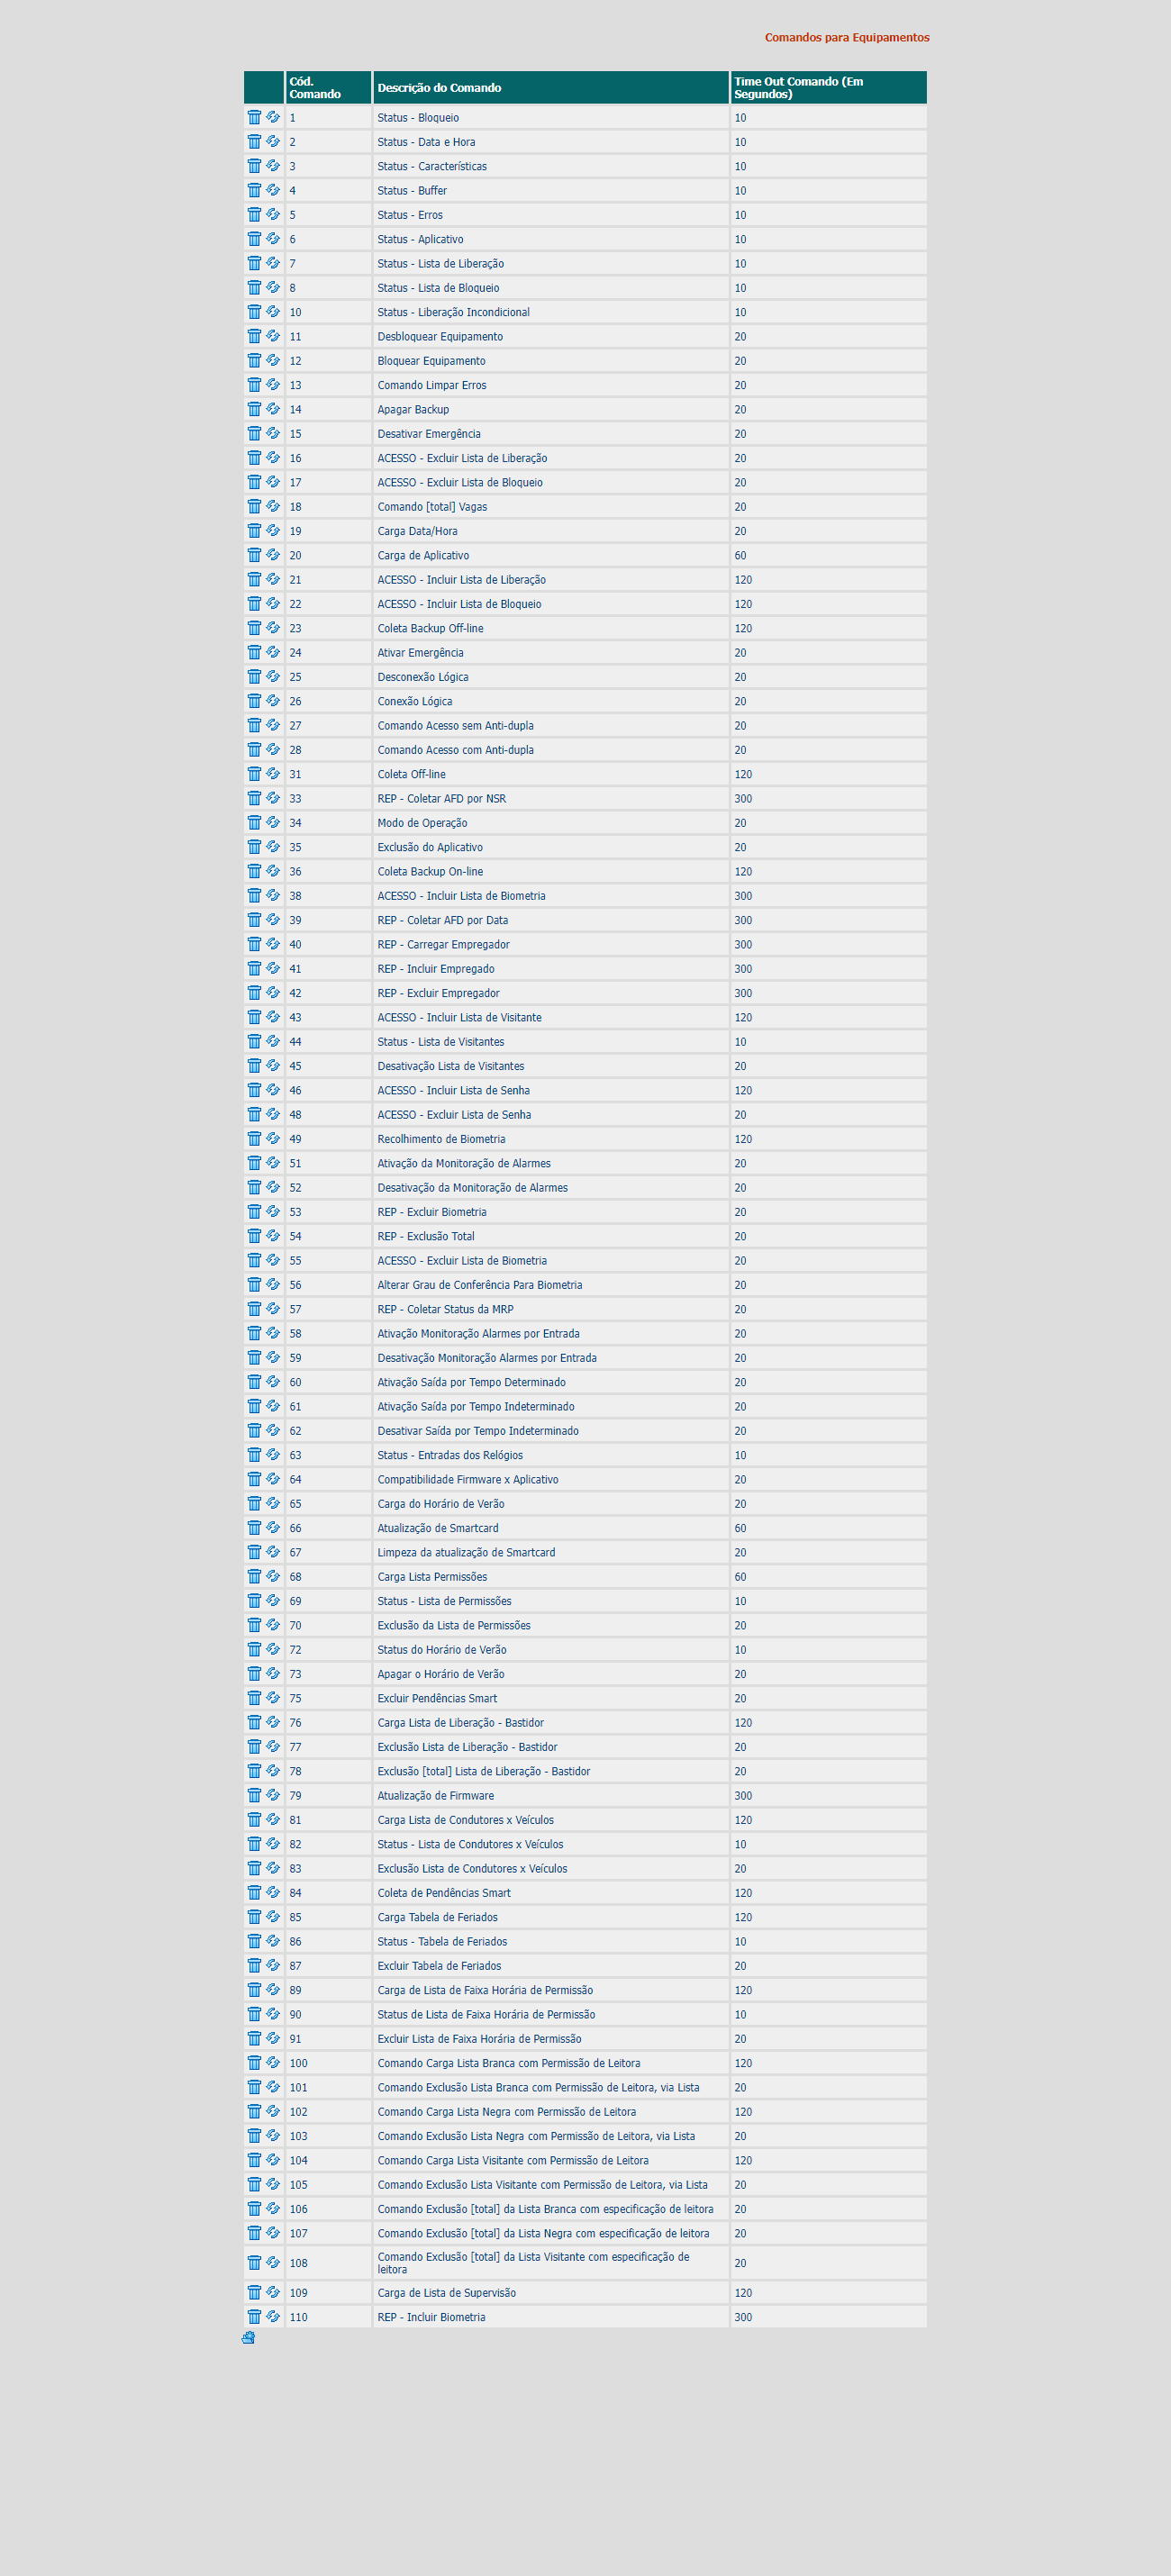 Comandos para Equipamentos
Cód. Comando Descrição do Comando Time Out Comando (Em Segundos)
1 Status - Bloqueio 10
2 Status - Data e Hora 10
3 Status - Características 10
4 Status - Buffer 10
5 Status - Erros 10
6 Status - Aplicativo 10
7 Status - Lista de Liberação 10
8 Status - Lista de Bloqueio 10
10 Status - Liberação Incondicional 10
11 Desbloquear Equipamento 20
12 Bloquear Equipamento 20
13 Comando Limpar Erros 20
14 Apagar Backup 20
15 Desativar Emergência 20
16 ACESSO - Excluir Lista de Liberação 20
17 ACESSO - Excluir Lista de Bloqueio 20
18 Comando [total] Vagas 20
19 Carga Data/Hora 20
20 Carga de Aplicativo 60
21 ACESSO - Incluir Lista de Liberação 120
22 ACESSO - Incluir Lista de Bloqueio 120
23 Coleta Backup Off-line 120
24 Ativar Emergência 20
25 Desconexão Lógica 20
26 Conexão Lógica 20
27 Comando Acesso sem Anti-dupla 20
28 Comando Acesso com Anti-dupla 20
31 Coleta Off-line 120
33 REP - Coletar AFD por NSR 300
34 Modo de Operação 20
35 Exclusão do Aplicativo 20
36 Coleta Backup On-line 120
38 ACESSO - Incluir Lista de Biometria 300
39 REP - Coletar AFD por Data 300
40 REP - Carregar Empregador 300
41 REP - Incluir Empregado 300
42 REP - Excluir Empregador 300
43 ACESSO - Incluir Lista de Visitante 120
44 Status - Lista de Visitantes 10
45 Desativação Lista de Visitantes 20
46 ACESSO - Incluir Lista de Senha 120
48 ACESSO - Excluir Lista de Senha 20
49 Recolhimento de Biometria 120
51 Ativação da Monitoração de Alarmes 20
52 Desativação da Monitoração de Alarmes 20
53 REP - Excluir Biometria 20
54 REP - Exclusão Total 20
55 ACESSO - Excluir Lista de Biometria 20
56 Alterar Grau de Conferência Para Biometria 20
57 REP - Coletar Status da MRP 20
58 Ativação Monitoração Alarmes por Entrada 20
59 Desativação Monitoração Alarmes por Entrada 20
60 Ativação Saída por Tempo Determinado 20
61 Ativação Saída por Tempo Indeterminado 20
62 Desativar Saída por Tempo Indeterminado 20
63 Status - Entradas dos Relógios 10
64 Compatibilidade Firmware x Aplicativo 20
65 Carga do Horário de Verão 20
66 Atualização de Smartcard 60
67 Limpeza da atualização de Smartcard 20
68 Carga Lista Permissões 60
69 Status - Lista de Permissões 10
70 Exclusão da Lista de Permissões 20
72 Status do Horário de Verão 10
73 Apagar o Horário de Verão 20
75 Excluir Pendências Smart 20
76 Carga Lista de Liberação - Bastidor 120
77 Exclusão Lista de Liberação - Bastidor 20
78 Exclusão [total] Lista de Liberação - Bastidor 20
79 Atualização de Firmware 300
81 Carga Lista de Condutores x Veículos 120
82 Status - Lista de Condutores x Veículos 10
83 Exclusão Lista de Condutores x Veículos 20
84 Coleta de Pendências Smart 120
85 Carga Tabela de Feriados 120
86 Status - Tabela de Feriados 10
87 Excluir Tabela de Feriados 20
89 Carga de Lista de Faixa Horária de Permissão 120
90 Status de Lista de Faixa Horária de Permissão 10
91 Excluir Lista de Faixa Horária de Permissão 20
100 Comando Carga Lista Branca com Permissão de Leitora 120
101 Comando Exclusão Lista Branca com Permissão de Leitora, via Lista 20
102 Comando Carga Lista Negra com Permissão de Leitora 120
103 Comando Exclusão Lista Negra com Permissão de Leitora, via Lista 20
104 Comando Carga Lista Visitante com Permissão de Leitora 120
105 Comando Exclusão Lista Visitante com Permissão de Leitora, via Lista 20
106 Comando Exclusão [total] da Lista Branca com especificação de leitora 20
107 Comando Exclusão [total] da Lista Negra com especificação de leitora 20
108 Comando Exclusão [total] da Lista Visitante com especificação de leitora 20
109 Carga de Lista de Supervisão 120
110 REP - Incluir Biometria 300